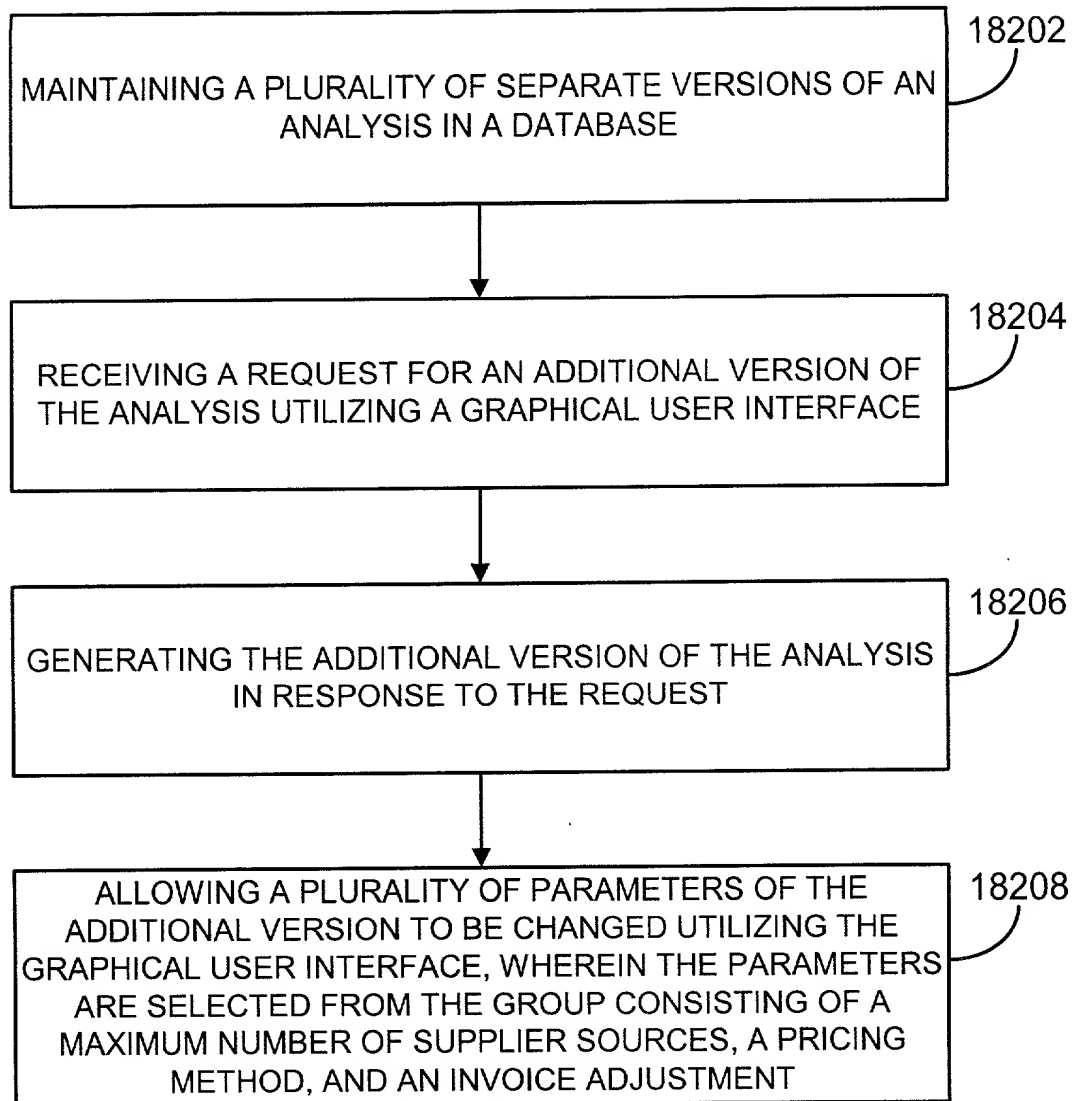 18202
MAINTAINING A PLURALITY OF SEPARATE VERSIONS OF AN
ANALYSIS IN A DATABASE
18204
RECEIVING A REQUEST FOR AN ADDITIONAL VERSION OF
THE ANALYSIS UTILIZING A GRAPHICAL USER INTERFACE
18206
GENERATING THE ADDITIONAL VERSION OF THE ANALYSIS
IN RESPONSE TO THE REQUEST
18208
ALLOWING A PLURALITY OF PARAMETERS OF THE
ADDITIONAL VERSION TO BE CHANGED UTILIZING THE
GRAPHICAL USER INTERFACE, WHEREIN THE PARAMETERS
ARE SELECTED FROM THE GROUP CONSISTING OF A
MAXIMUM NUMBER OF SUPPLIER SOURCES, A PRICING
METHOD, AND AN INVOICE ADJUSTMENT